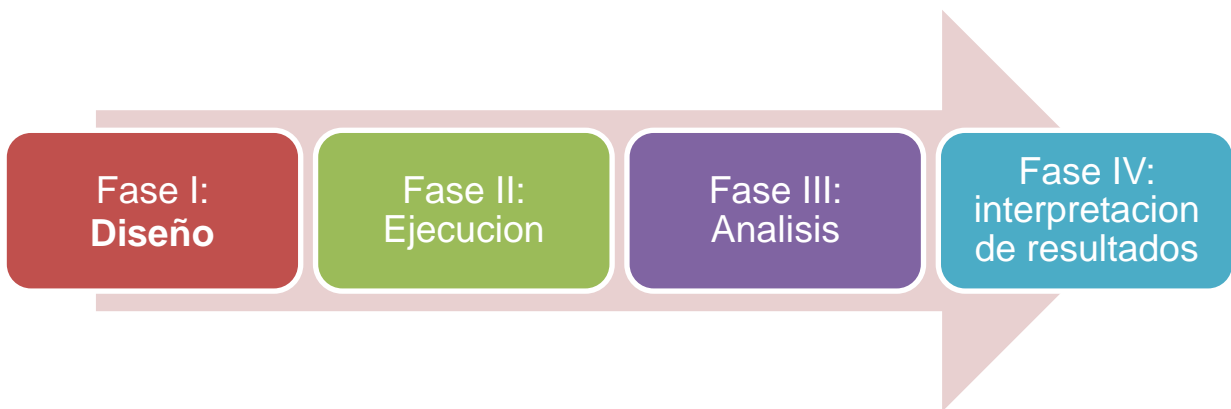 Fase I:
Diseño
Fase II:
Ejecucion
Fase III:
Analisis
Fase IV:
interpretacion
de resultados